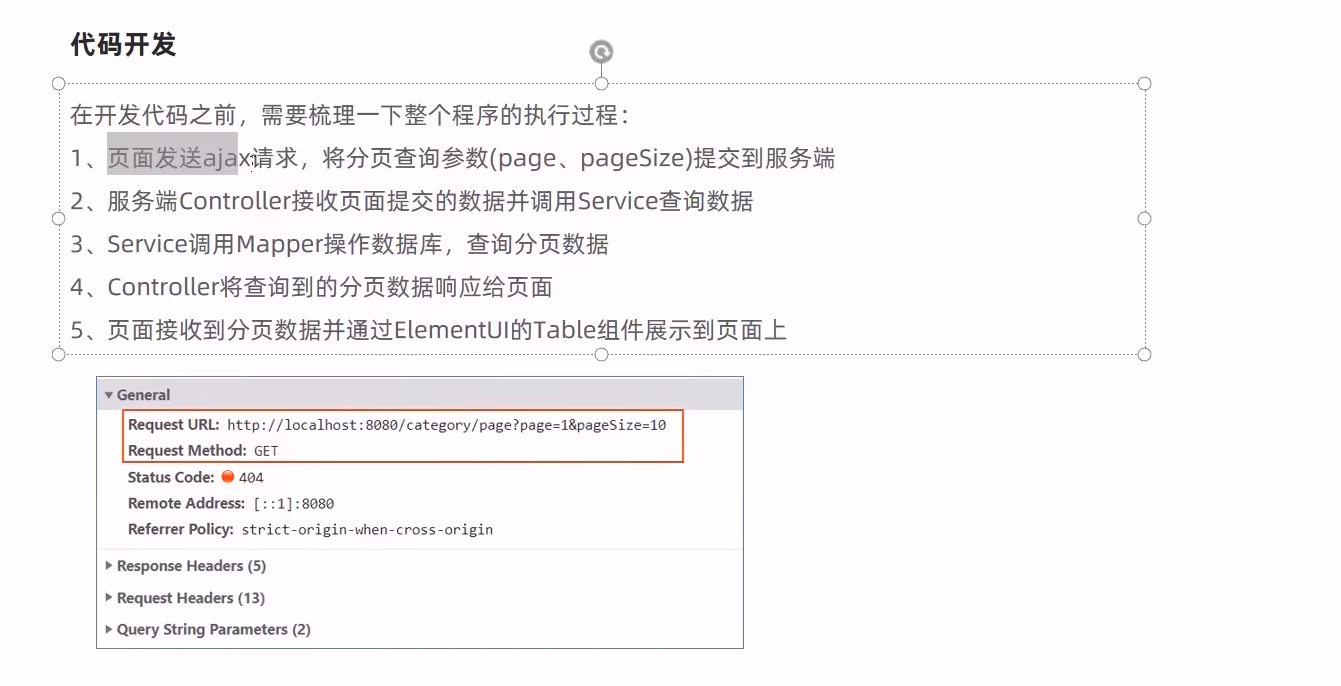 代码开发
在开发代码之前，需要梳理一下整个程序的执行过程：
1、页面发送ajax请求，将分页查询参数(page、pageSize)提交到服务端
2、服务端Controller接收页面提交的数据并调用Service查询数据
3、Service调用Mapper操作数据库，查询分页数据
4、Controller将查询到的分页数据响应给页面
5、页面接收到分页数据并通过ElementUI的Table组件展示到页面上
General
Request URL: http://localhost:8080/category/page?page=1&pageSize=10
Request Method: GET
Status Code: 404
Remote Address: [::1]:8080
Referrer Policy: strict-origin-when-cross-origin
Response Headers (5)
Request Headers (13)
Query String Parameters (2)